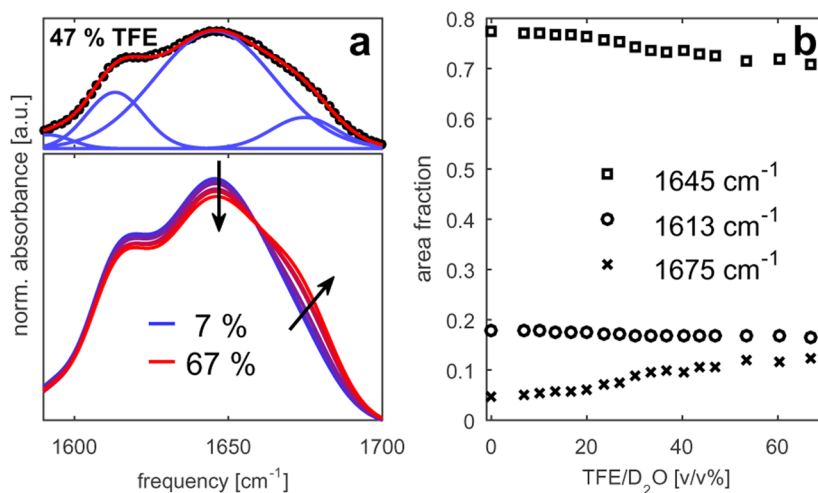 47 % TFE
a
norm. absorbance [a.u.]
7 %
67 %
1600
1650
1700
frequency [cm⁻¹]
b
0.8
0.7
0.6
0.5
0.4
0.3
0.2
0.1
0
area fraction
1645 cm⁻¹
1613 cm⁻¹
1675 cm⁻¹
0
20
40
60
TFE/D₂O [v/v%]